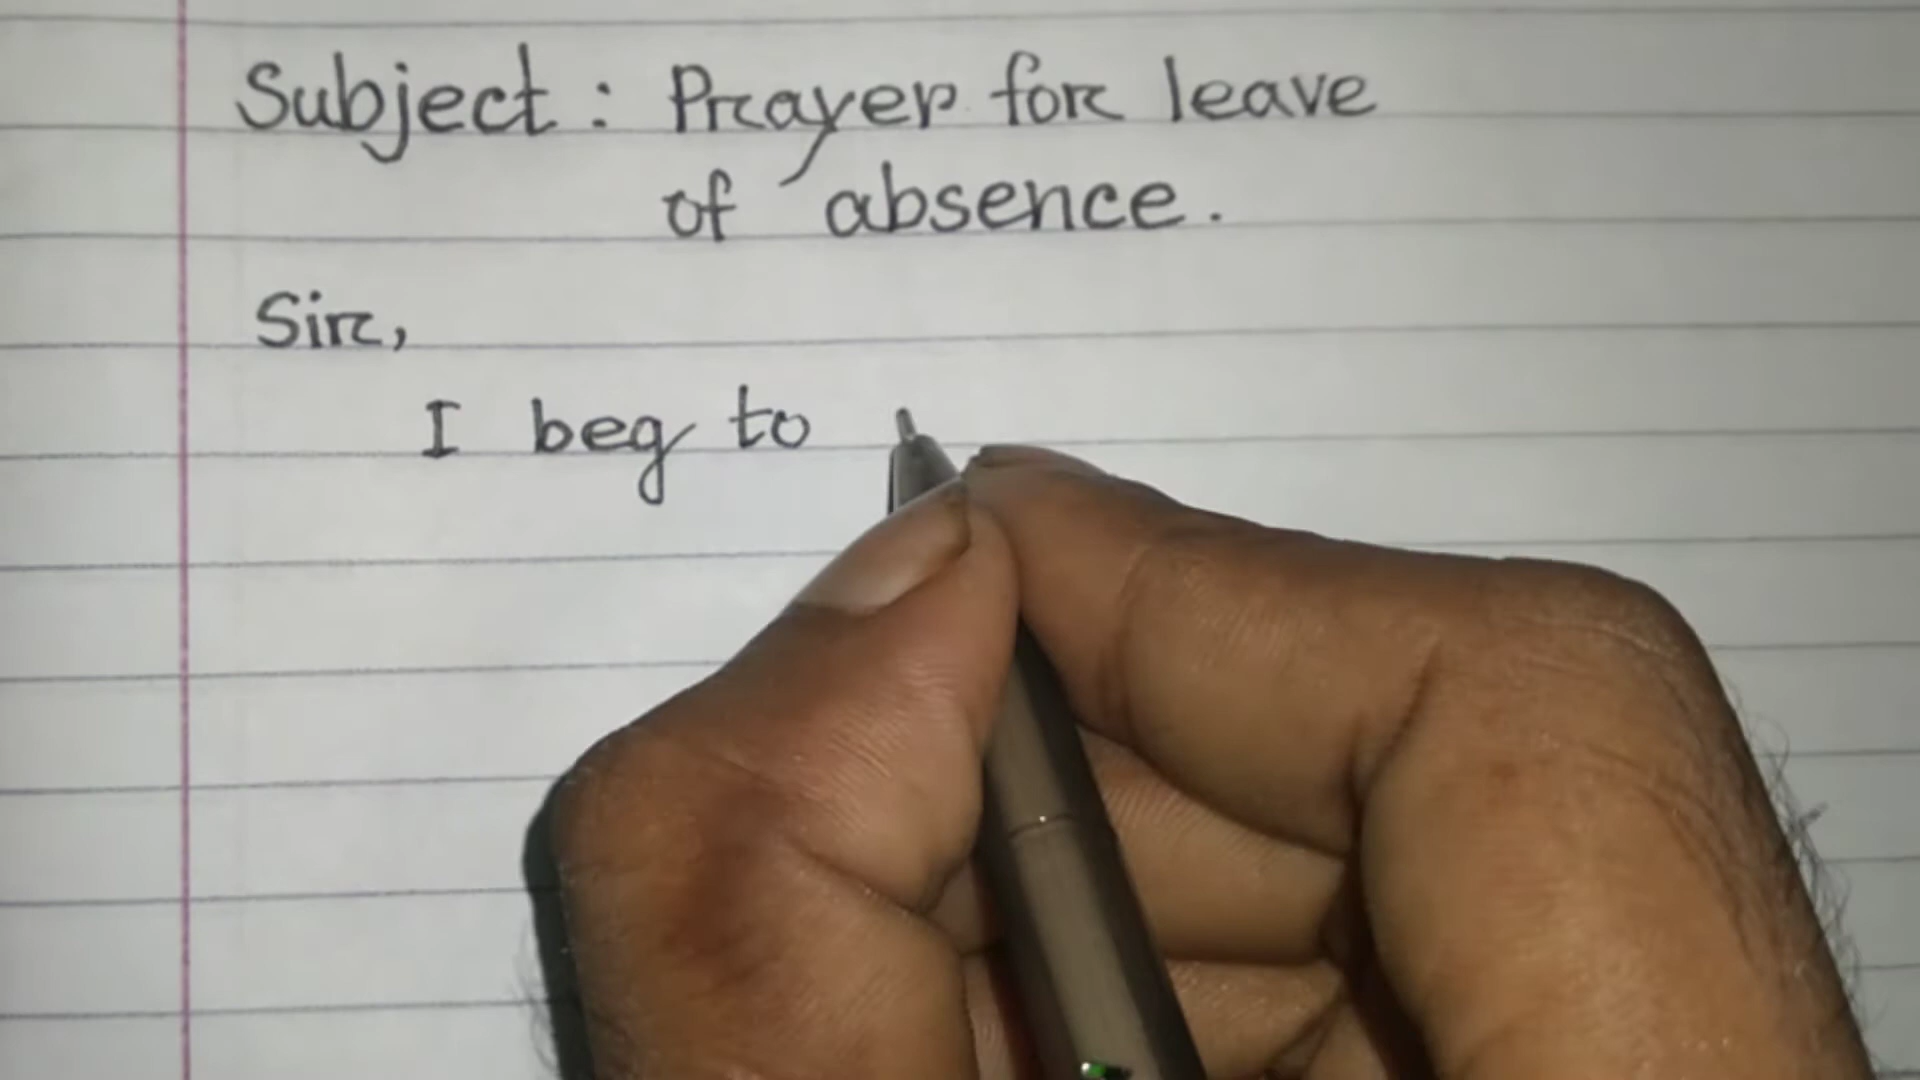 Subject : Prayer for leave
of absence.
Sir,
I beg to